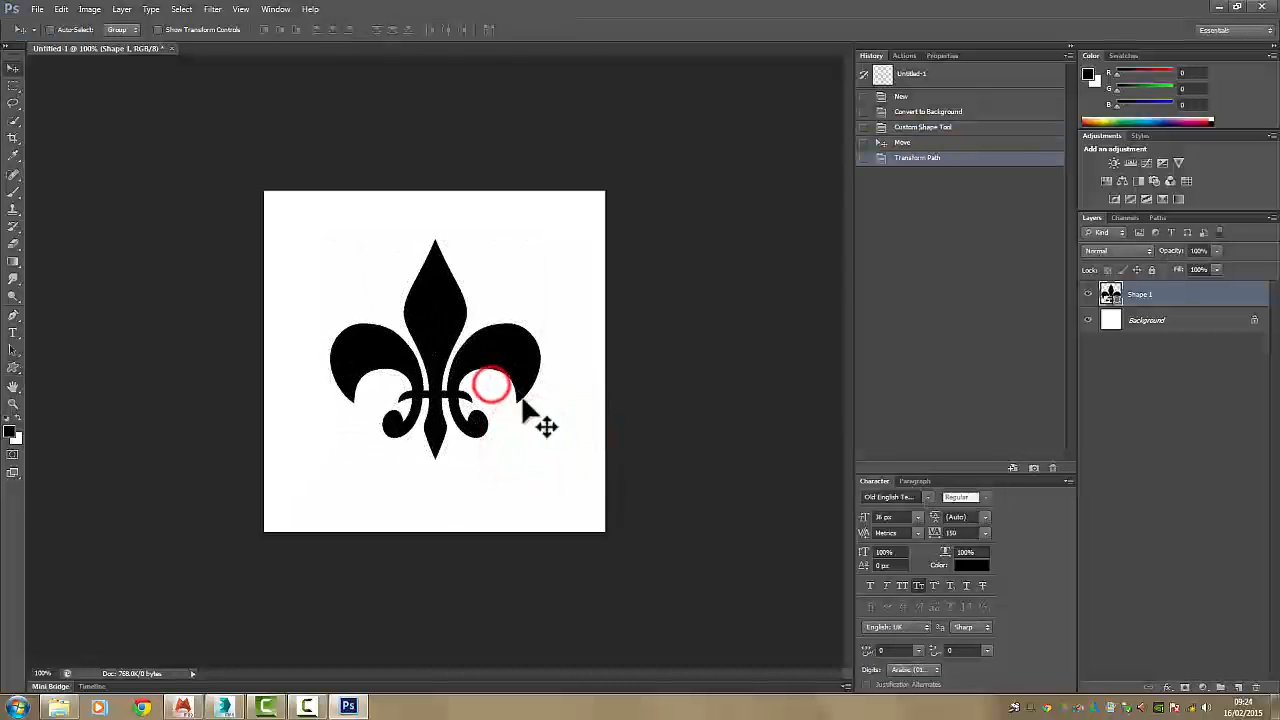 Ps File Edit Image Layer Type Select Filter View Window Help
Auto-Select: Group Show Transform Controls Essentials
Untitled-1 @ 100% (Shape 1, RGB/8) * ×
History Actions Properties
Untitled-1
New
Convert to Background
Custom Shape Tool
Move
Transform Path
Color Swatches
R 0
G 0
B 0
Adjustments Styles
Add an adjustment
Layers Channels Paths
Kind
Normal Opacity: 100%
Lock: Fill: 100%
Shape 1
Background
Character Paragraph
Old English Te... Regular
36 px (Auto)
Metrics 150
100% 100%
0 px Color:
English: UK Sharp
0 0
Digits:
Justification Alternates
100% Doc: 768.0K/0 bytes
Mini Bridge Timeline
Ps
09:24
16/02/2015